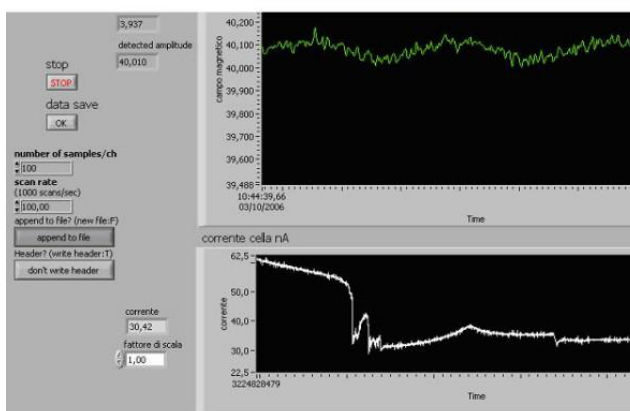 3,937
detected amplitude
40,010
stop
STOP
data save
OK
number of samples/ch
100
scan rate
(1000 scans/sec)
100,00
append to file? (new file:F)
append to file
Header? (write header:T)
don't write header
corrente
30,42
fattore di scala
1,00
40,200
40,100
40,000
39,900
39,800
39,700
39,600
39,488
campo magnetico
10:44:39,66
03/10/2006
Time
corrente cella nA
62,5
50,0
40,0
30,0
22,5
corrente
3224828479
Time